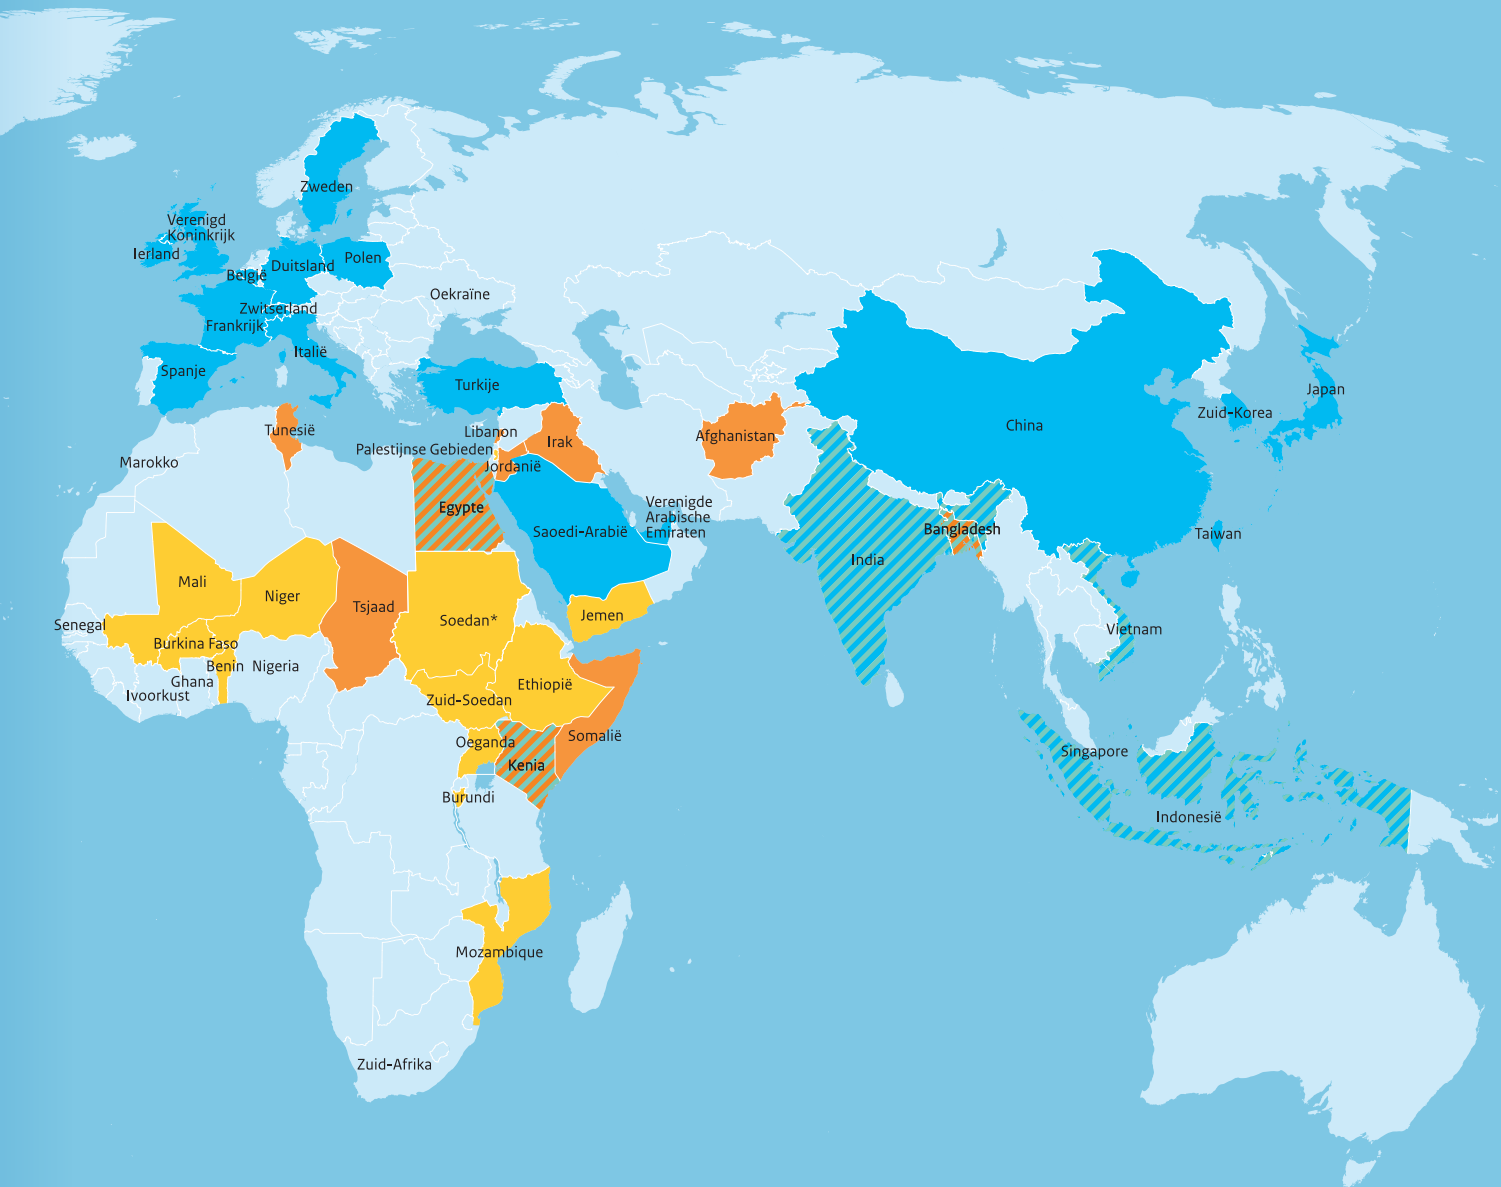 Zweden
Verenigd
Koninkrijk
Ierland
België
Duitsland
Polen
Oekraïne
Zwitserland
Frankrijk
Italië
Spanje
Turkije
Tunesië
Libanon
Irak
Afghanistan
Palestijnse Gebieden
Jordanië
Marokko
Egypte
Saoedi-Arabië
Verenigde
Arabische
Emiraten
China
Zuid-Korea
Japan
Taiwan
India
Bangladesh
Mali
Niger
Tsjaad
Soedan*
Jemen
Senegal
Burkina Faso
Benin
Nigeria
Ghana
Ivoorkust
Zuid-Soedan
Ethiopië
Vietnam
Somalië
Oeganda
Kenia
Burundi
Singapore
Indonesië
Mozambique
Zuid-Afrika